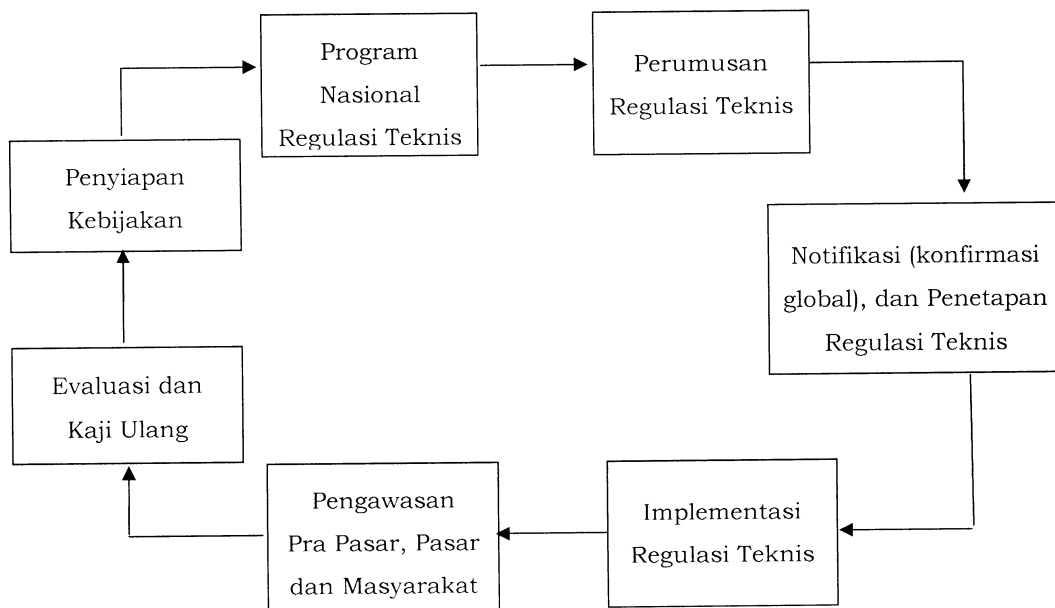 Program
Nasional
Regulasi Teknis
Perumusan
Regulasi Teknis
Penyiapan
Kebijakan
Notifikasi (konfirmasi
global), dan Penetapan
Regulasi Teknis
Evaluasi dan
Kaji Ulang
Pengawasan
Pra Pasar, Pasar
dan Masyarakat
Implementasi
Regulasi Teknis